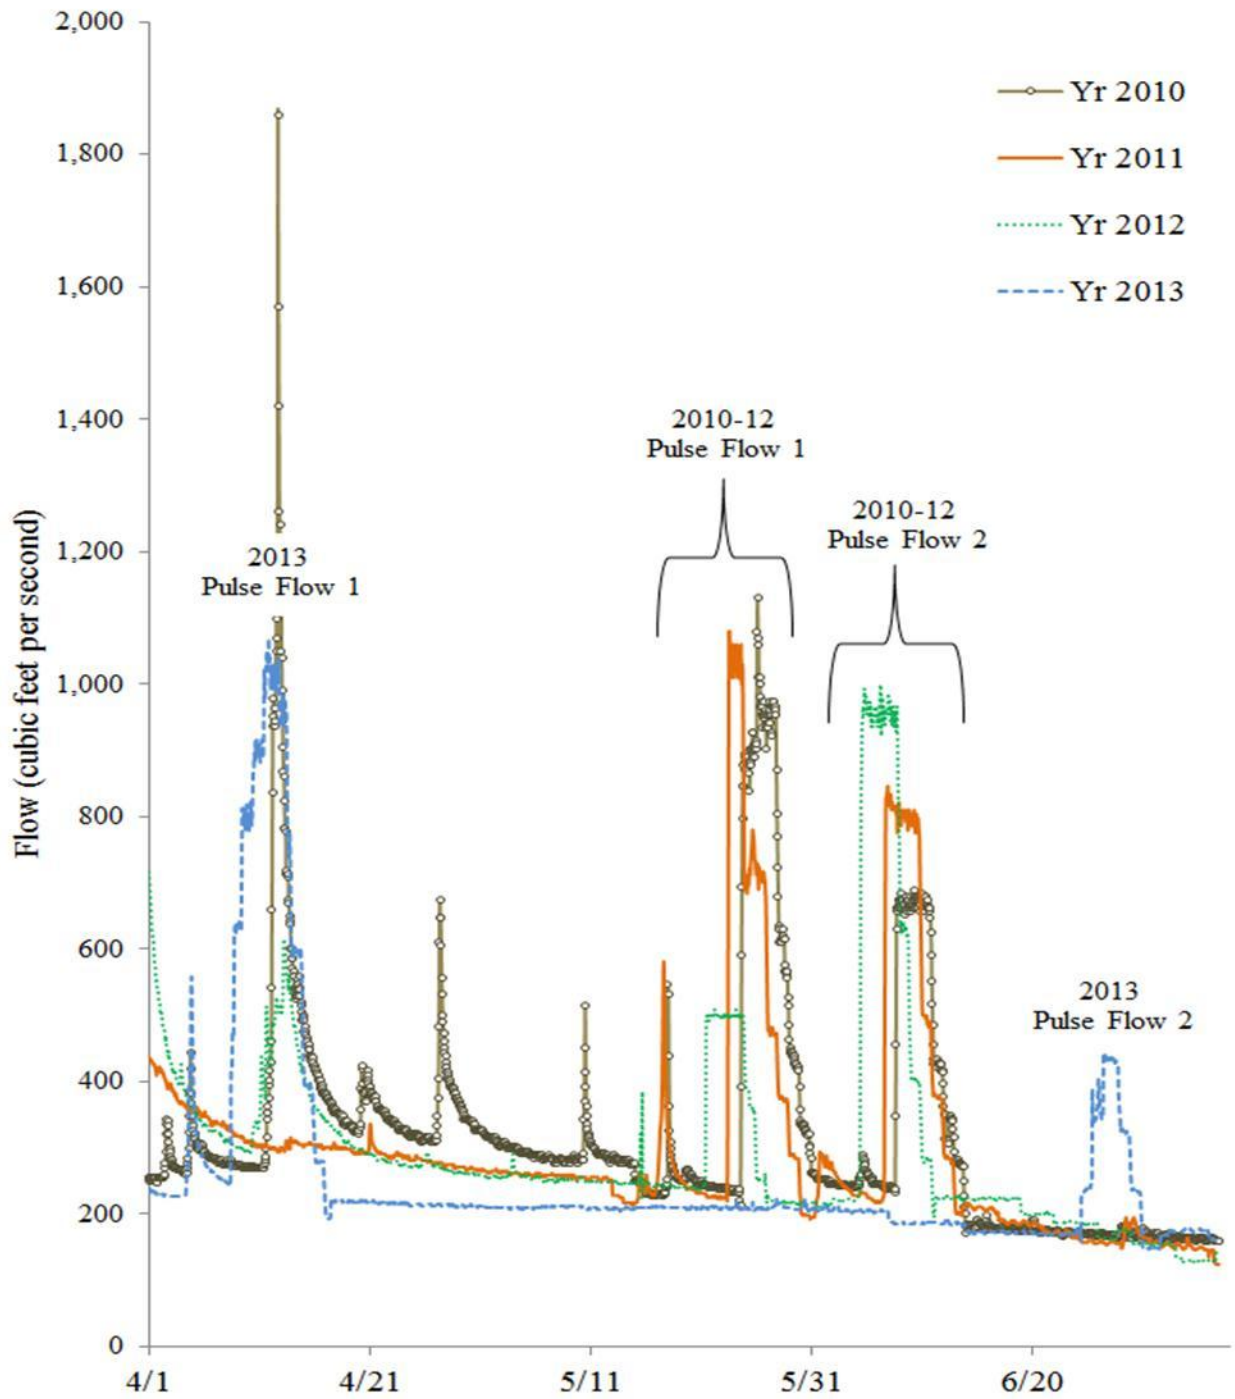 2,000
1,800
1,600
1,400
1,200
1,000
800
600
400
200
0
Flow (cubic feet per second)
4/1
4/21
5/11
5/31
6/20
Yr 2010
Yr 2011
Yr 2012
Yr 2013
2013
Pulse Flow 1
2010-12
Pulse Flow 1
2010-12
Pulse Flow 2
2013
Pulse Flow 2